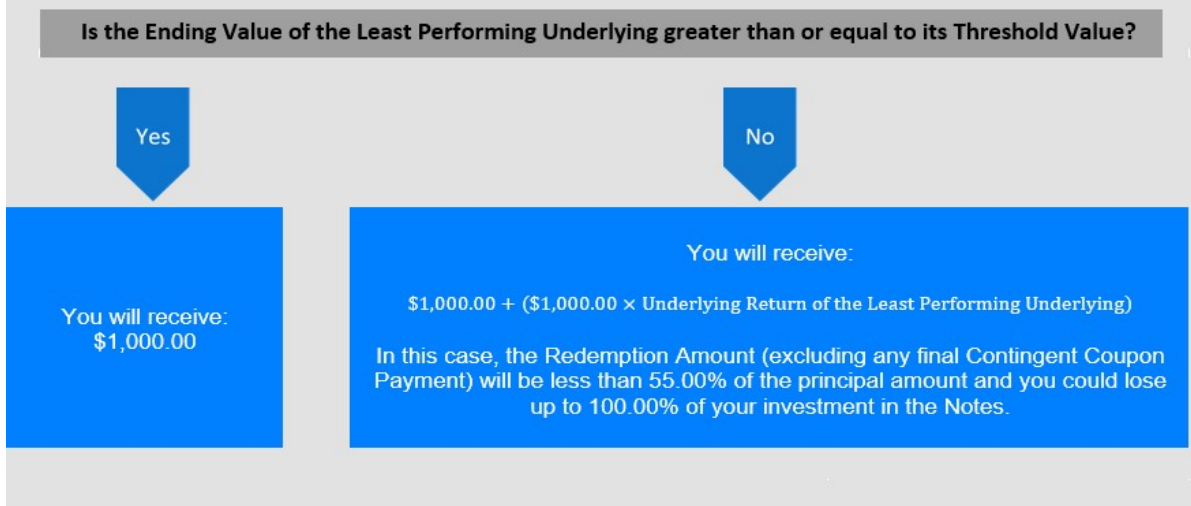 Is the Ending Value of the Least Performing Underlying greater than or equal to its Threshold Value?
Yes
No
You will receive:
$1,000.00
You will receive:
$1,000.00 + ($1,000.00 × Underlying Return of the Least Performing Underlying)
In this case, the Redemption Amount (excluding any final Contingent Coupon
Payment) will be less than 55.00% of the principal amount and you could lose
up to 100.00% of your investment in the Notes.